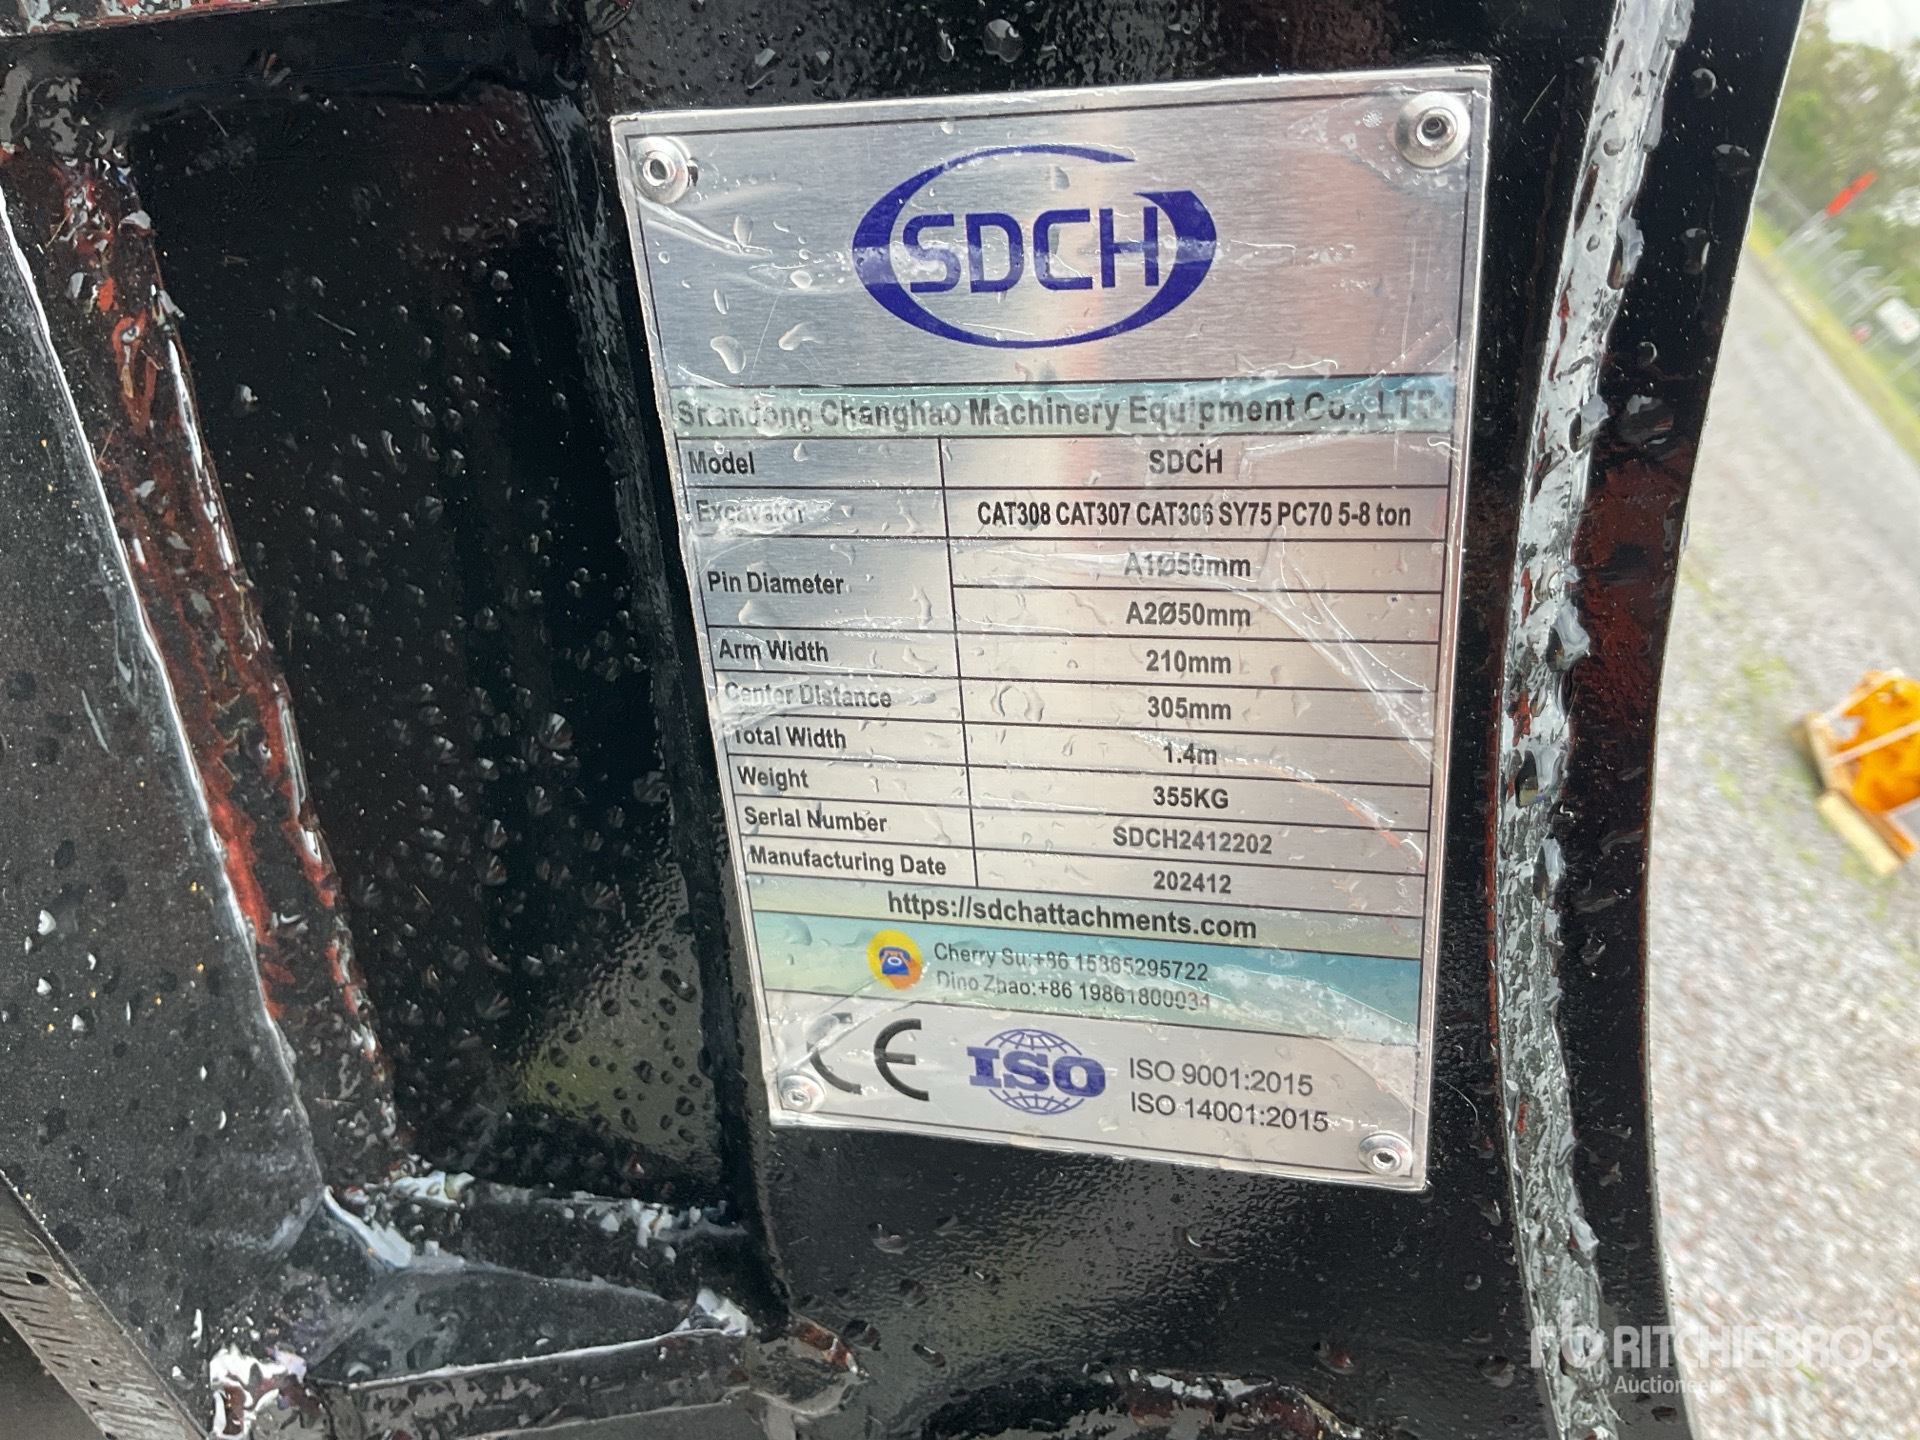 SDCH
Shandong Changhao Machinery Equipment Co., LTD
Model SDCH
Excavator CAT308 CAT307 CAT306 SY75 PC70 5-8 ton
Pin Diameter A1Ø50mm
A2Ø50mm
Arm Width 210mm
Center Distance 305mm
Total Width 1.4m
Weight 355KG
Serial Number SDCH2412202
Manufacturing Date 202412
https://sdchattachments.com
Cherry Su:+86 15865295722
Dino Zhao:+86 19861800034
CE ISO ISO 9001:2015
ISO 14001:2015
RITCHIE BROS.
Auctioneers